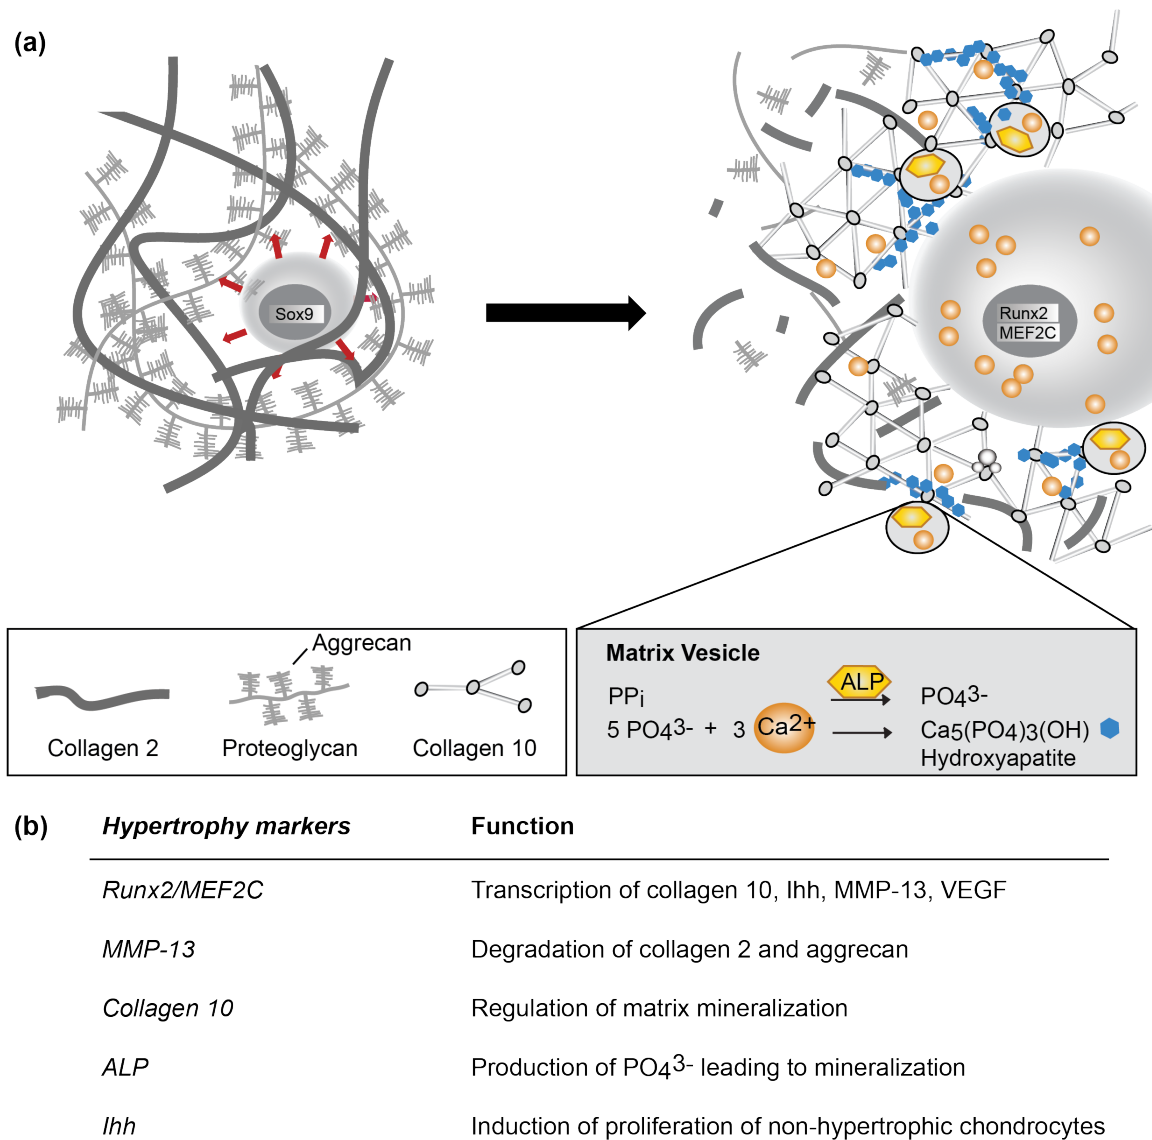 (a)
Sox9
Runx2
MEF2C
Aggrecan
Collagen 2
Proteoglycan
Collagen 10
Matrix Vesicle
PPi
ALP
PO43-
5 PO43- + 3 Ca2+
Ca5(PO4)3(OH)
Hydroxyapatite
(b)
Hypertrophy markers Function
Runx2/MEF2C Transcription of collagen 10, Ihh, MMP-13, VEGF
MMP-13 Degradation of collagen 2 and aggrecan
Collagen 10 Regulation of matrix mineralization
ALP Production of PO43- leading to mineralization
Ihh Induction of proliferation of non-hypertrophic chondrocytes